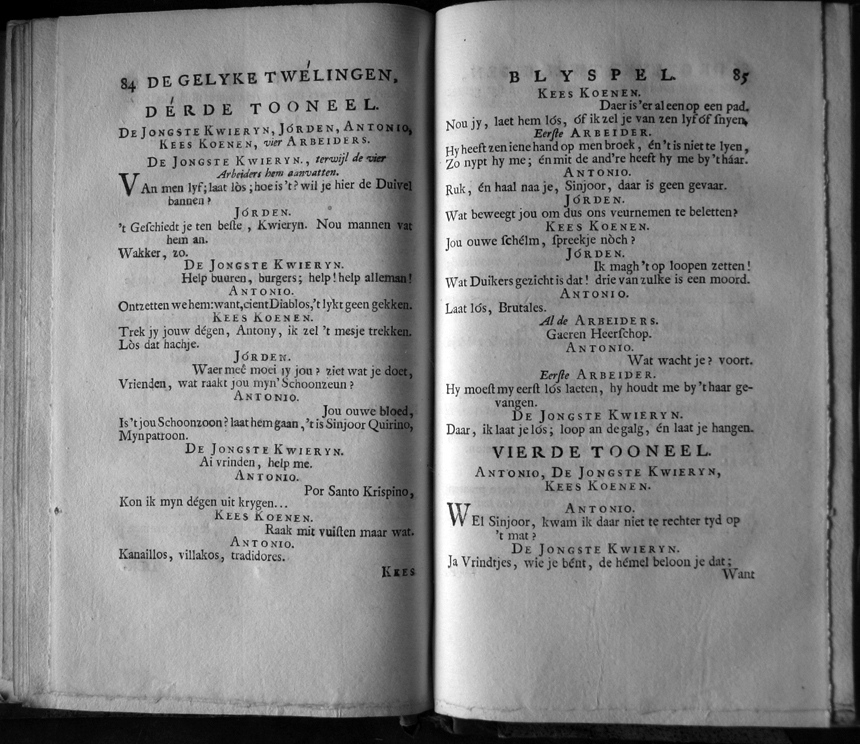 84 DE GELYKE TWÉLINGEN,
DÉRDE TOONEEL.
DE JONGSTE KWIERYN, JÓRDEN, ANTONIO,
KEES KOENEN, vier ARBEIDERS.
DE JONGSTE KWIERYN., terwijl de vier
Arbeiders hem aanvatten.
VAn men lyf; laat lòs; hoe is 't? wil je hier de Duivel
bannen?
JÓRDEN.
't Geſchiedt je ten beſte, Kwieryn. Nou mannen vat
hem an.
Wakker, zo.
DE JONGSTE KWIERYN.
Help buuren, burgers; help! help alleman!
ANTONIO.
Ontzetten we hem: want, cient Diablos, 't lykt geen gekken.
KEES KOENEN.
Trek jy jouw dégen, Antony, ik zel 't mesje trekken.
Lòs dat hachje.
JÓRDEN.
Waer meê moei jy jou? ziet wat je doet,
Vrienden, wat raakt jou myn' Schoonzeun?
ANTONIO.
Jou ouwe bloed,
Is 't jou Schoonzoon? laat hem gaan, 't is Sinjoor Quirino,
Myn patroon.
DE JONGSTE KWIERYN.
Ai vrinden, help me.
ANTONIO.
Por Santo Krispino,
Kon ik myn dégen uit krygen...
KEES KOENEN.
Raak mit vuiſten maar wat.
ANTONIO.
Kanaillos, villakos, tradidores.
KEES
BLYSPEL. 85
KEES KOENEN.
Daer is 'er al een op een pad.
Nou jy, laet hem lós, óf ik zel je van zen lyf óf ſnyen,
Eerſte ARBEIDER.
Hy heeft zen iene hand op men broek, én 't is niet te lyen,
Zo nypt hy me; én mit de and're heeft hy me by 't háar.
ANTONIO.
Ruk, én haal naa je, Sinjoor, daar is geen gevaar.
JÓRDEN.
Wat beweegt jou om dus ons veurnemen te beletten?
KEES KOENEN.
Jou ouwe ſchélm, ſpreekje nòch?
JÓRDEN.
Ik magh 't op loopen zetten!
Wat Duikers gezicht is dat! drie van zulke is een moord.
ANTONIO.
Laat lós, Brutales.
Al de ARBEIDERS.
Gaeren Heerſchop.
ANTONIO.
Wat wacht je? voort.
Eerſte ARBEIDER.
Hy moeſt my eerſt lós laeten, hy houdt me by 't haar ge-
vangen.
DE JONGSTE KWIERYN.
Daar, ik laat je lós; loop an de galg, én laat je hangen.
VIERDE TOONEEL.
ANTONIO, DE JONGSTE KWIERYN,
KEES KOENEN.
ANTONIO.
WEl Sinjoor, kwam ik daar niet te rechter tyd op
't mat?
DE JONGSTE KWIERYN.
Ja Vrindtjes, wie je bént, de hémel beloon je dat;
Want